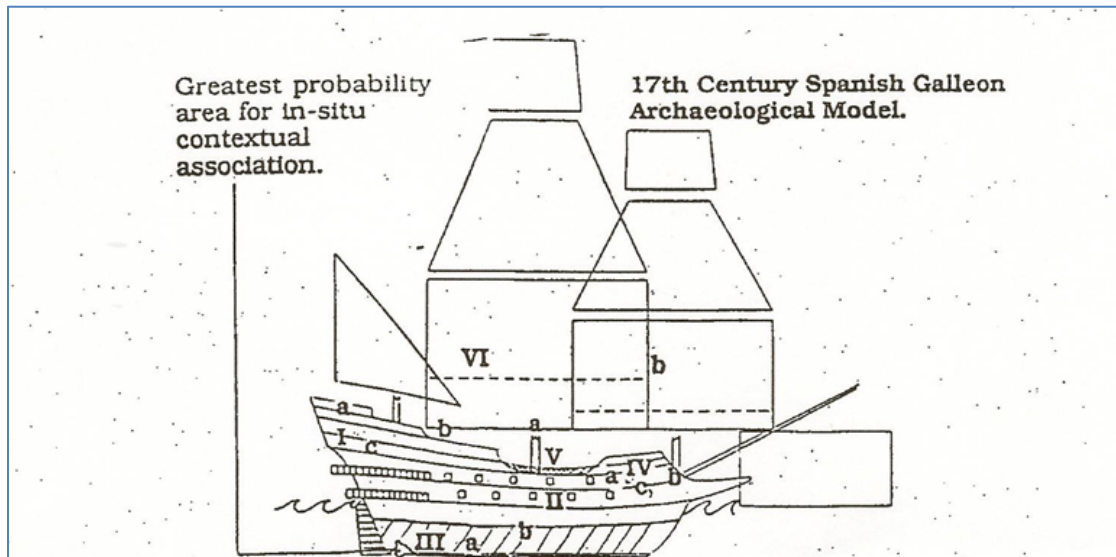 Greatest probability
area for in-situ
contextual
association.
17th Century Spanish Galleon
Archaeological Model.
VI
b
a
a
b
I
c
V
IV
a
b
c
II
b
III
a